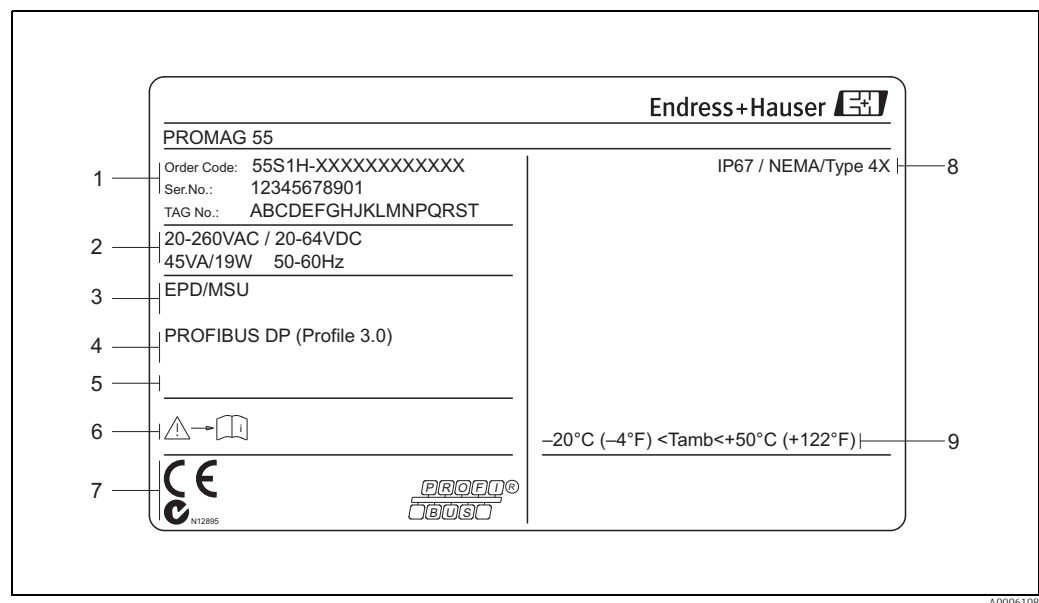 Endress+Hauser
PROMAG 55
1
Order Code: 55S1H-XXXXXXXXXXXX
Ser.No.: 12345678901
TAG No.: ABCDEFGHJKLMNPQRST
2
20-260VAC / 20-64VDC
45VA/19W 50-60Hz
3
EPD/MSU
4
PROFIBUS DP (Profile 3.0)
5
6
i
7
CE
N12895
PROFI®
BUS
IP67 / NEMA/Type 4X
8
–20°C (–4°F) <Tamb<+50°C (+122°F)
9
A0006108